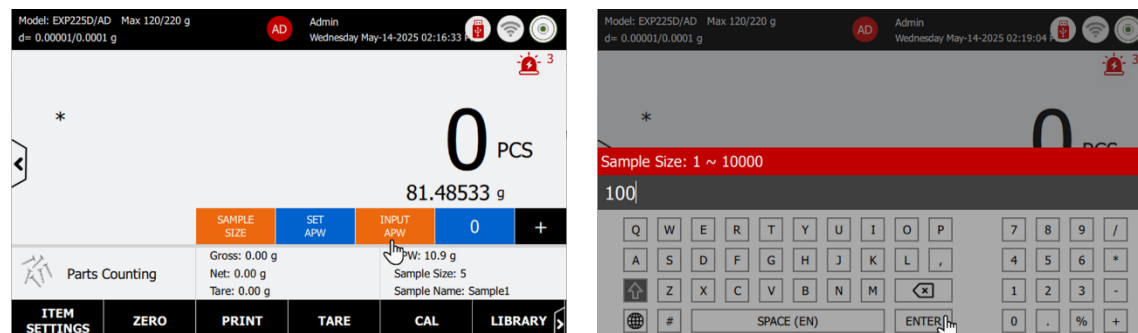 Model: EXP225D/AD Max 120/220 g
d= 0.00001/0.0001 g
AD
Admin
Wednesday May-14-2025 02:16:33
3
*
0 PCS
81.48533 g
SAMPLE SIZE
SET APW
INPUT APW
0
+
Parts Counting
Gross: 0.00 g
Net: 0.00 g
Tare: 0.00 g
PW: 10.9 g
Sample Size: 5
Sample Name: Sample1
ITEM SETTINGS
ZERO
PRINT
TARE
CAL
LIBRARY
Model: EXP225D/AD Max 120/220 g
d= 0.00001/0.0001 g
AD
Admin
Wednesday May-14-2025 02:19:04
3
*
Sample Size: 1 ~ 10000
100
Q W E R T Y U I O P 7 8 9 /
A S D F G H J K L , 4 5 6 *
Z X C V B N M 1 2 3 -
# SPACE (EN) ENTER 0 . % +